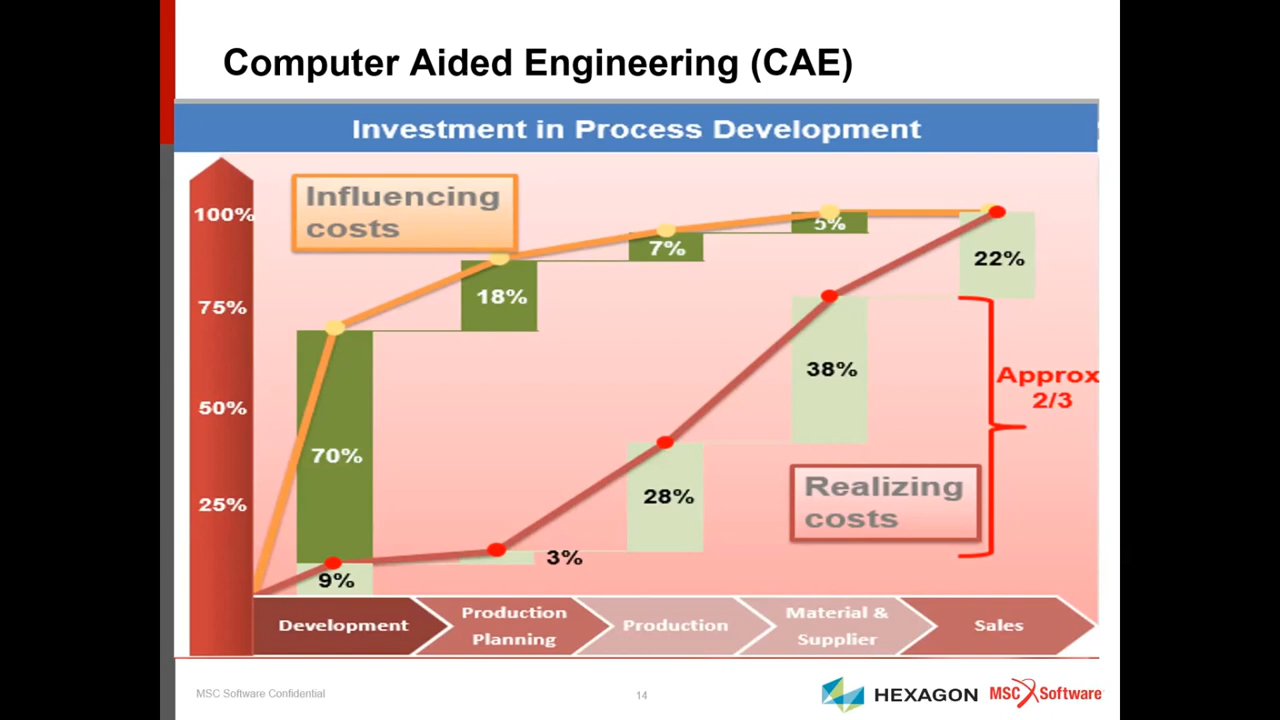 Computer Aided Engineering (CAE)
Investment in Process Development
Influencing
costs
100%
75%
50%
25%
70%
9%
18%
3%
7%
28%
5%
38%
22%
Approx
2/3
Realizing
costs
Development
Production
Planning
Production
Material &
Supplier
Sales
MSC Software Confidential
14
HEXAGON
MSC Software